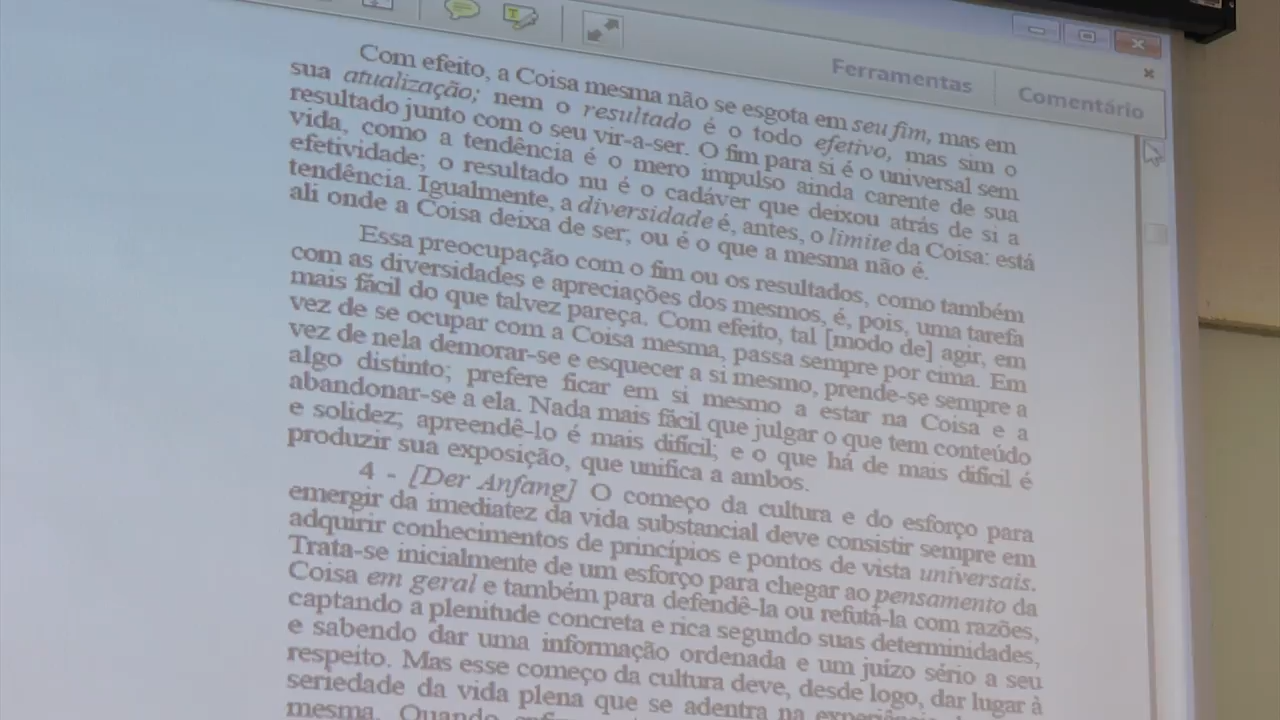 Ferramentas
Comentário
Com efeito, a Coisa mesma não se esgota em seu fim, mas em
sua atualização; nem o resultado é o todo efetivo, mas sim o
resultado junto com o seu vir-a-ser. O fim para si é o universal sem
vida, como a tendência é o mero impulso ainda carente de sua
efetividade; o resultado nu é o cadáver que deixou atrás de si a
tendência. Igualmente, a diversidade é, antes, o limite da Coisa: está
ali onde a Coisa deixa de ser; ou é o que a mesma não é.
Essa preocupação com o fim ou os resultados, como também
com as diversidades e apreciações dos mesmos, é, pois, uma tarefa
mais fácil do que talvez pareça. Com efeito, tal [modo de] agir, em
vez de se ocupar com a Coisa mesma, passa sempre por cima. Em
vez de nela demorar-se e esquecer a si mesmo, prende-se sempre a
algo distinto; prefere ficar em si mesmo a estar na Coisa e a
abandonar-se a ela. Nada mais fácil que julgar o que tem conteúdo
e solidez; apreendê-lo é mais difícil; e o que há de mais difícil é
produzir sua exposição, que unifica a ambos.
4 - [Der Anfang] O começo da cultura e do esforço para
emergir da imediatez da vida substancial deve consistir sempre em
adquirir conhecimentos de princípios e pontos de vista universais.
Trata-se inicialmente de um esforço para chegar ao pensamento da
Coisa em geral e também para defendê-la ou refutá-la com razões,
captando a plenitude concreta e rica segundo suas determinidades,
e sabendo dar uma informação ordenada e um juízo sério a seu
respeito. Mas esse começo da cultura deve, desde logo, dar lugar à
seriedade da vida plena que se adentra na
mesma. Quando